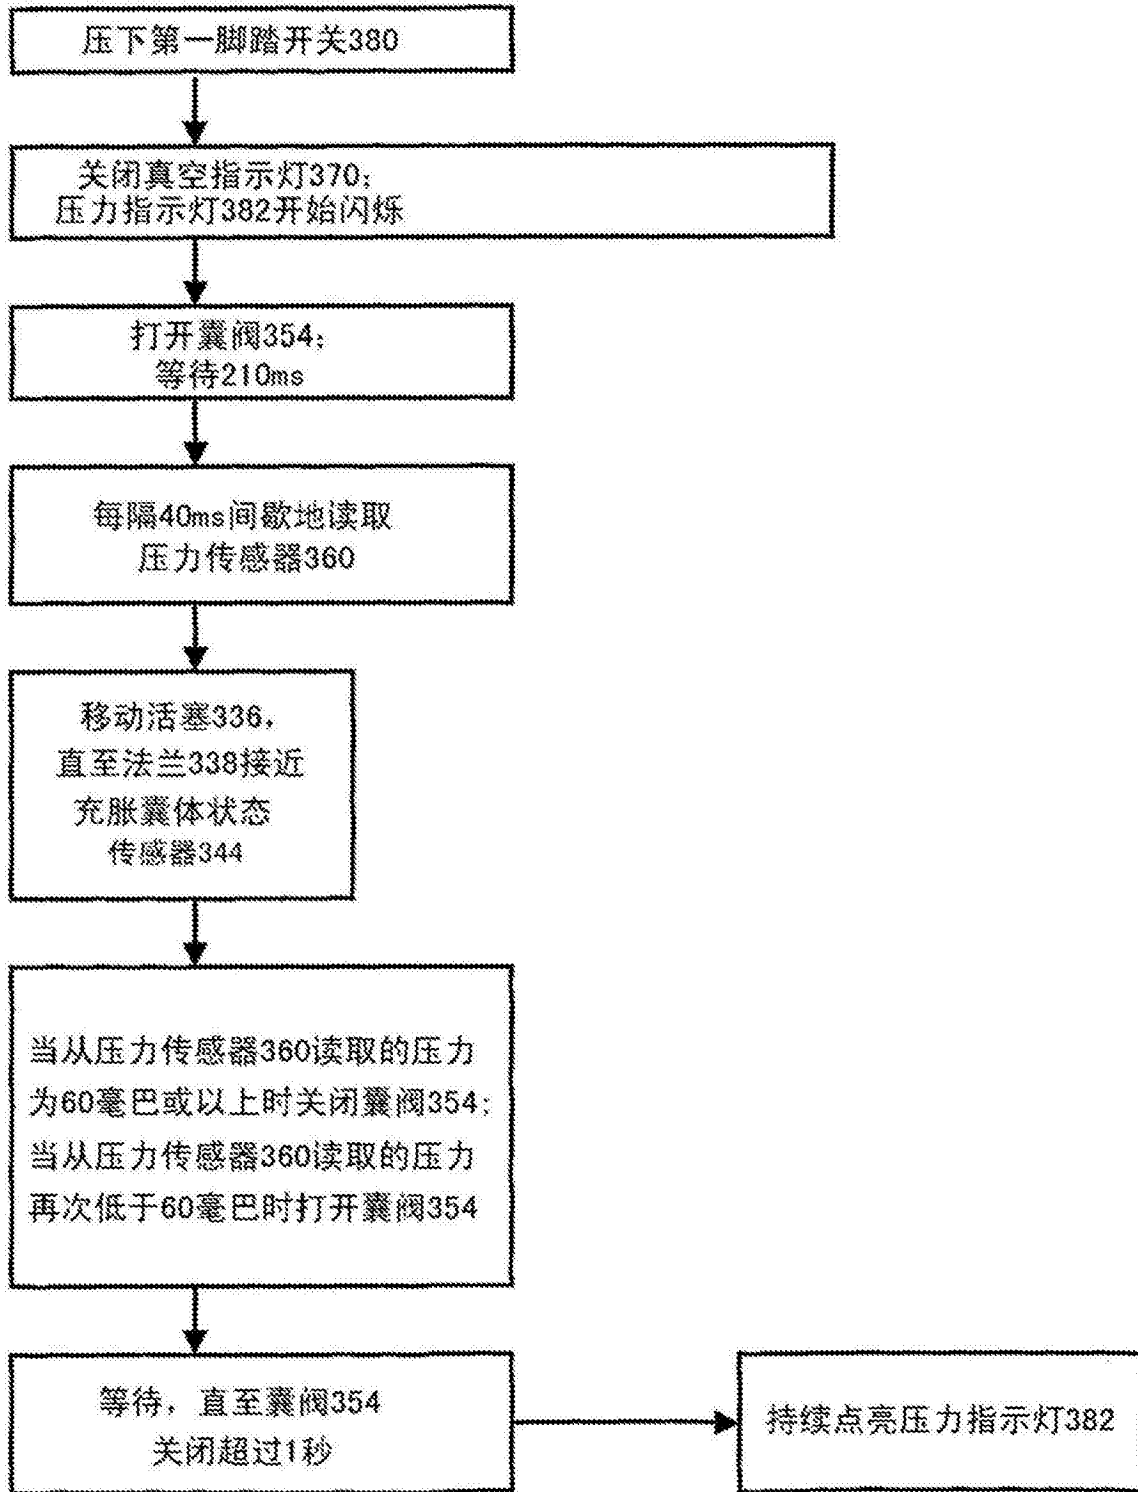 压下第一脚踏开关380
关闭真空指示灯370;
压力指示灯382开始闪烁
打开囊阀354;
等待210ms
每隔40ms间歇地读取
压力传感器360
移动活塞336,
直至法兰338接近
充胀囊体状态
传感器344
当从压力传感器360读取的压力
为60毫巴或以上时关闭囊阀354;
当从压力传感器360读取的压力
再次低于60毫巴时打开囊阀354
等待，直至囊阀354
关闭超过1秒
持续点亮压力指示灯382